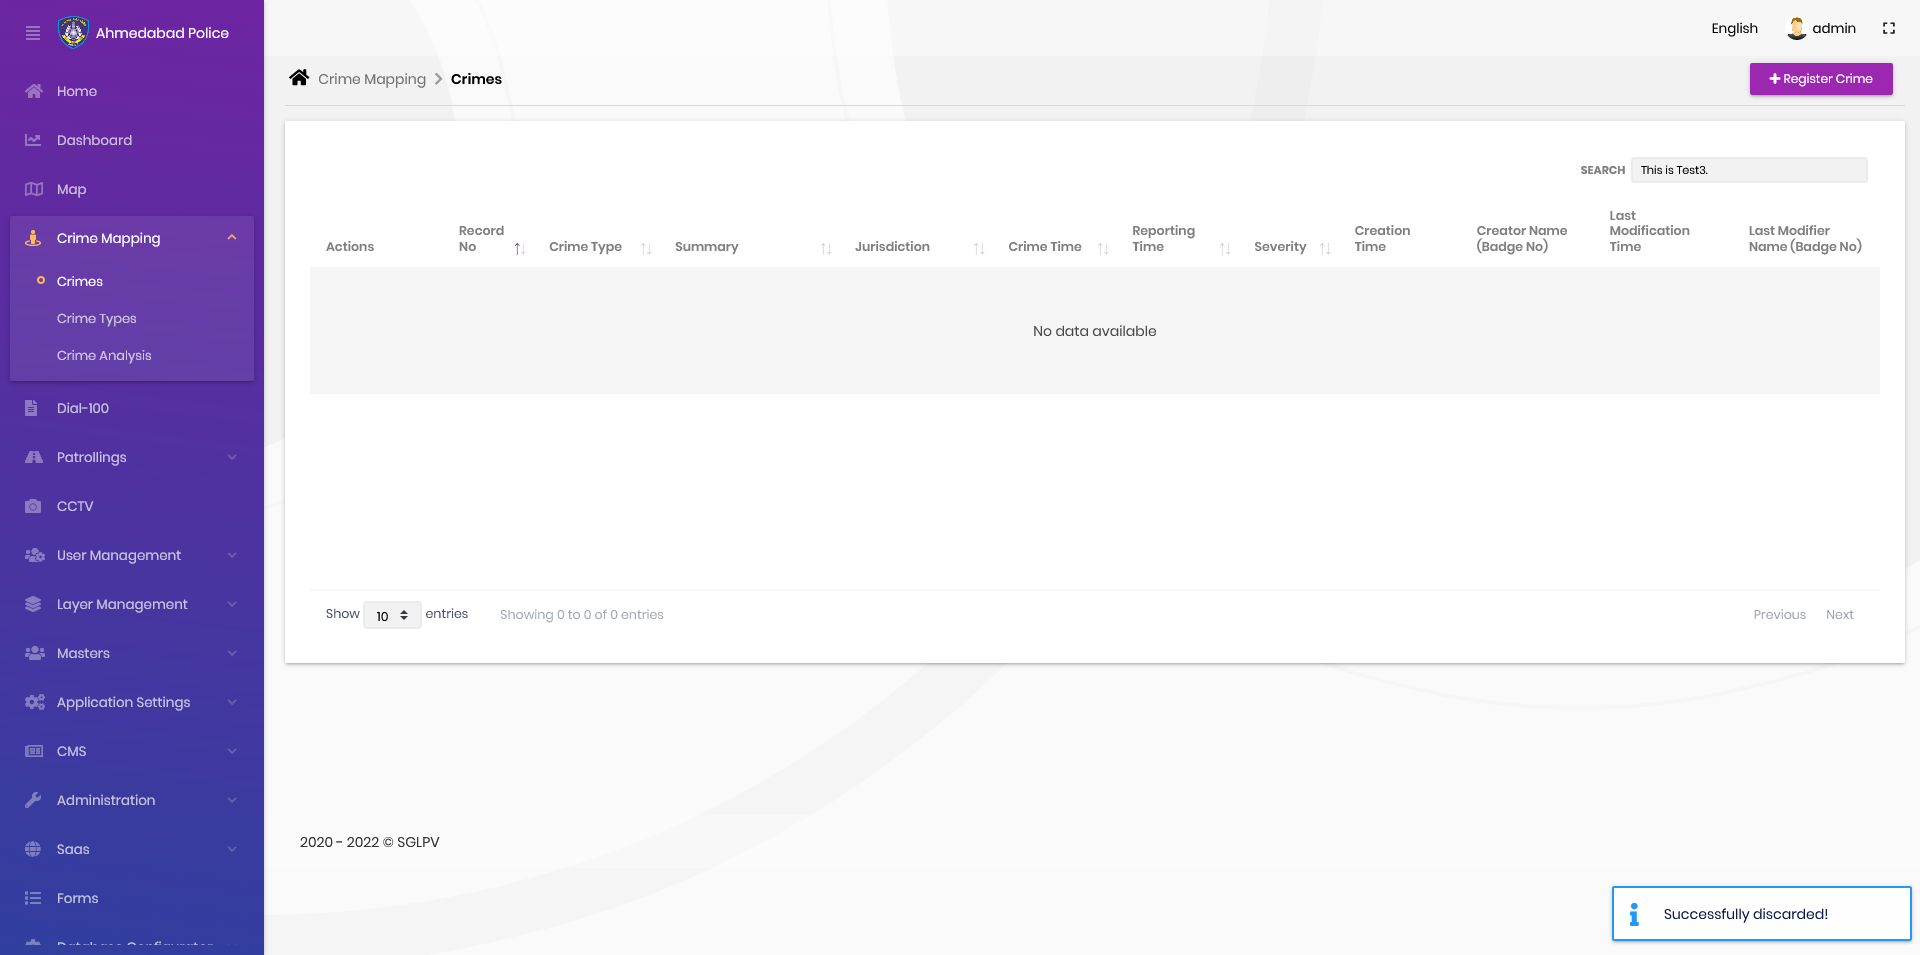 Ahmedabad Police
English
admin
Home
Dashboard
Map
Crime Mapping
Crimes
Crime Types
Crime Analysis
Dial-100
Patrollings
CCTV
User Management
Layer Management
Masters
Application Settings
CMS
Administration
Saas
Forms
Database Configurator
Crime Mapping > Crimes
Register Crime
SEARCH This is Test3.
Actions
Record No
Crime Type
Summary
Jurisdiction
Crime Time
Reporting Time
Severity
Creation Time
Creator Name (Badge No)
Last Modification Time
Last Modifier Name (Badge No)
No data available
Show 10 entries
Showing 0 to 0 of 0 entries
Previous Next
2020 - 2022 © SGLPV
Successfully discarded!